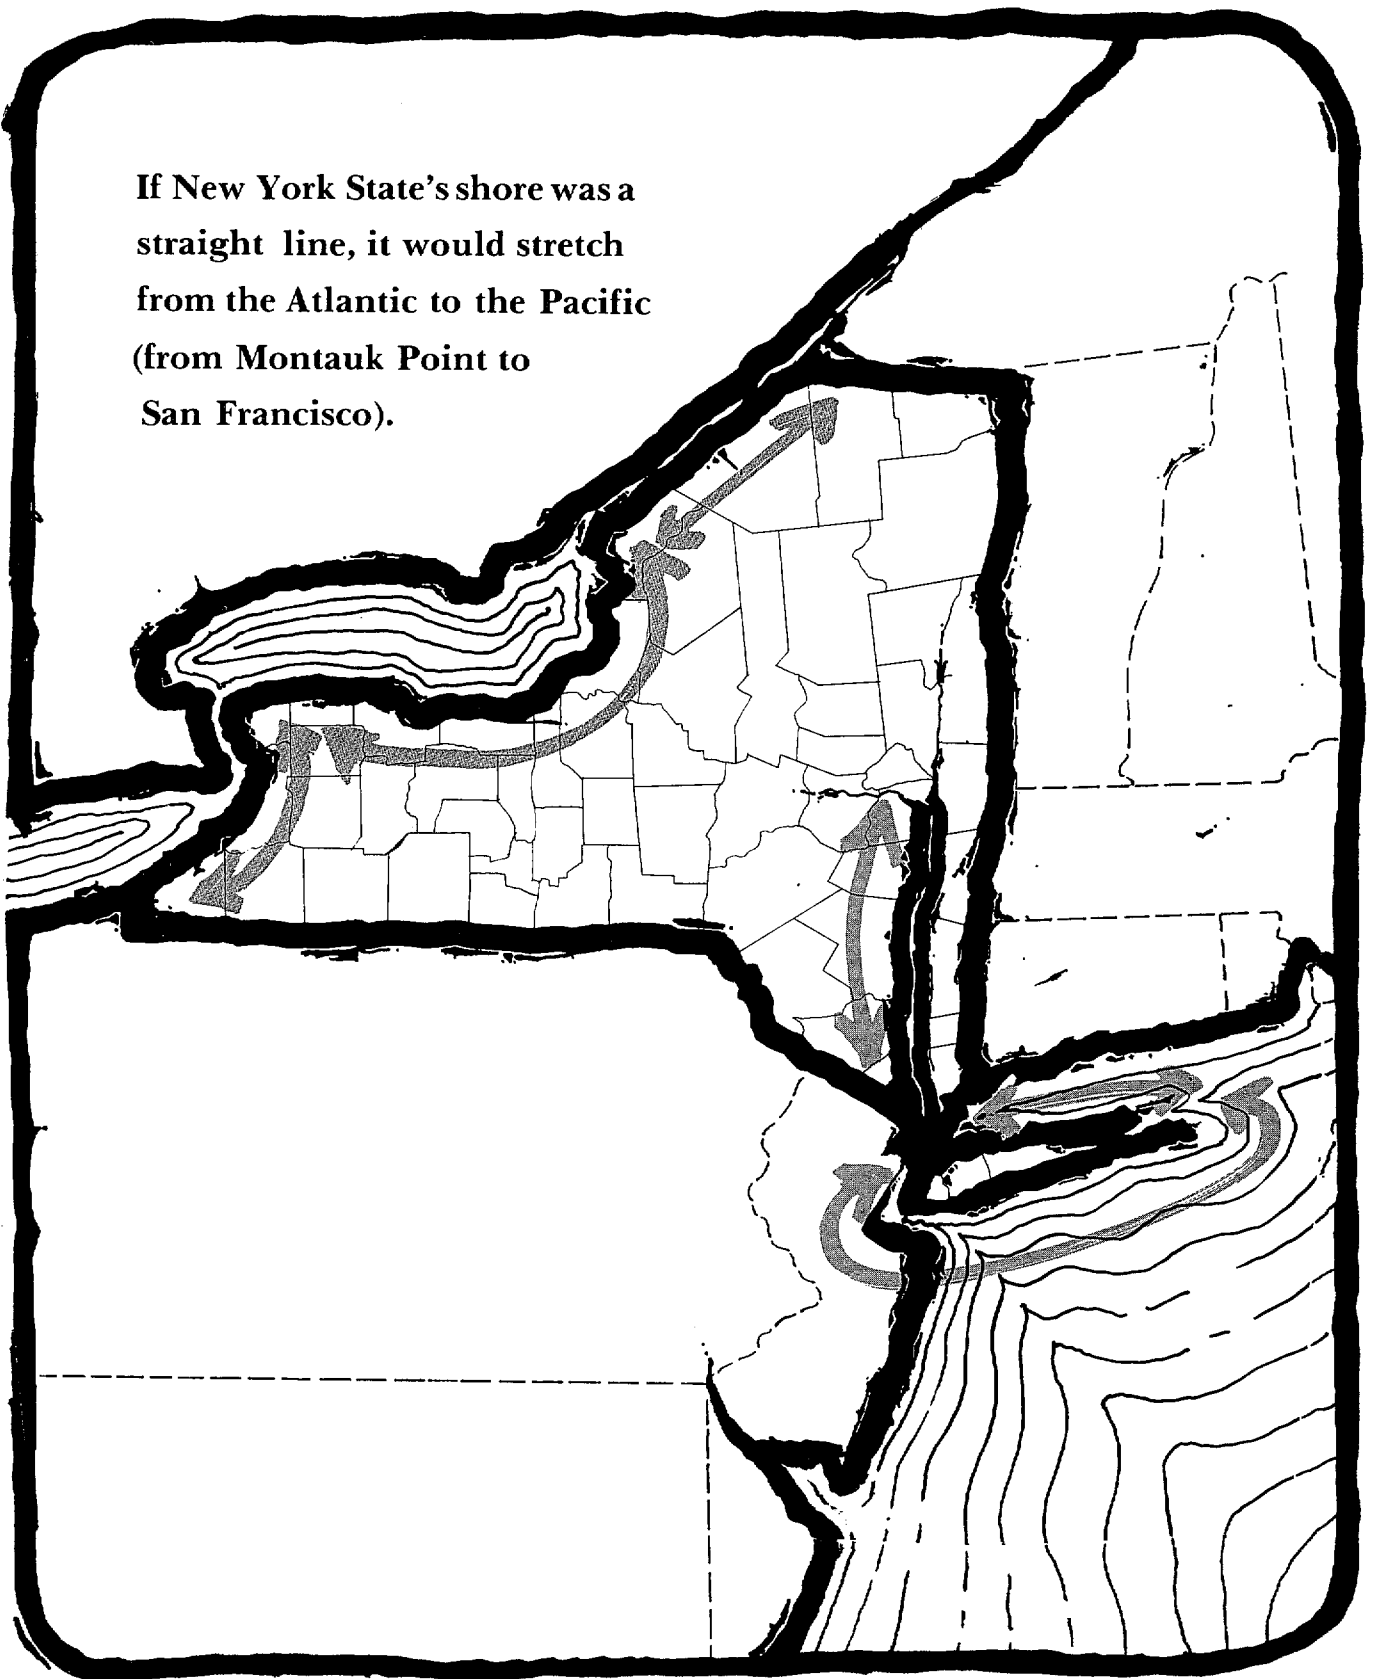 If New York State's shore was a
straight line, it would stretch
from the Atlantic to the Pacific
(from Montauk Point to
San Francisco).